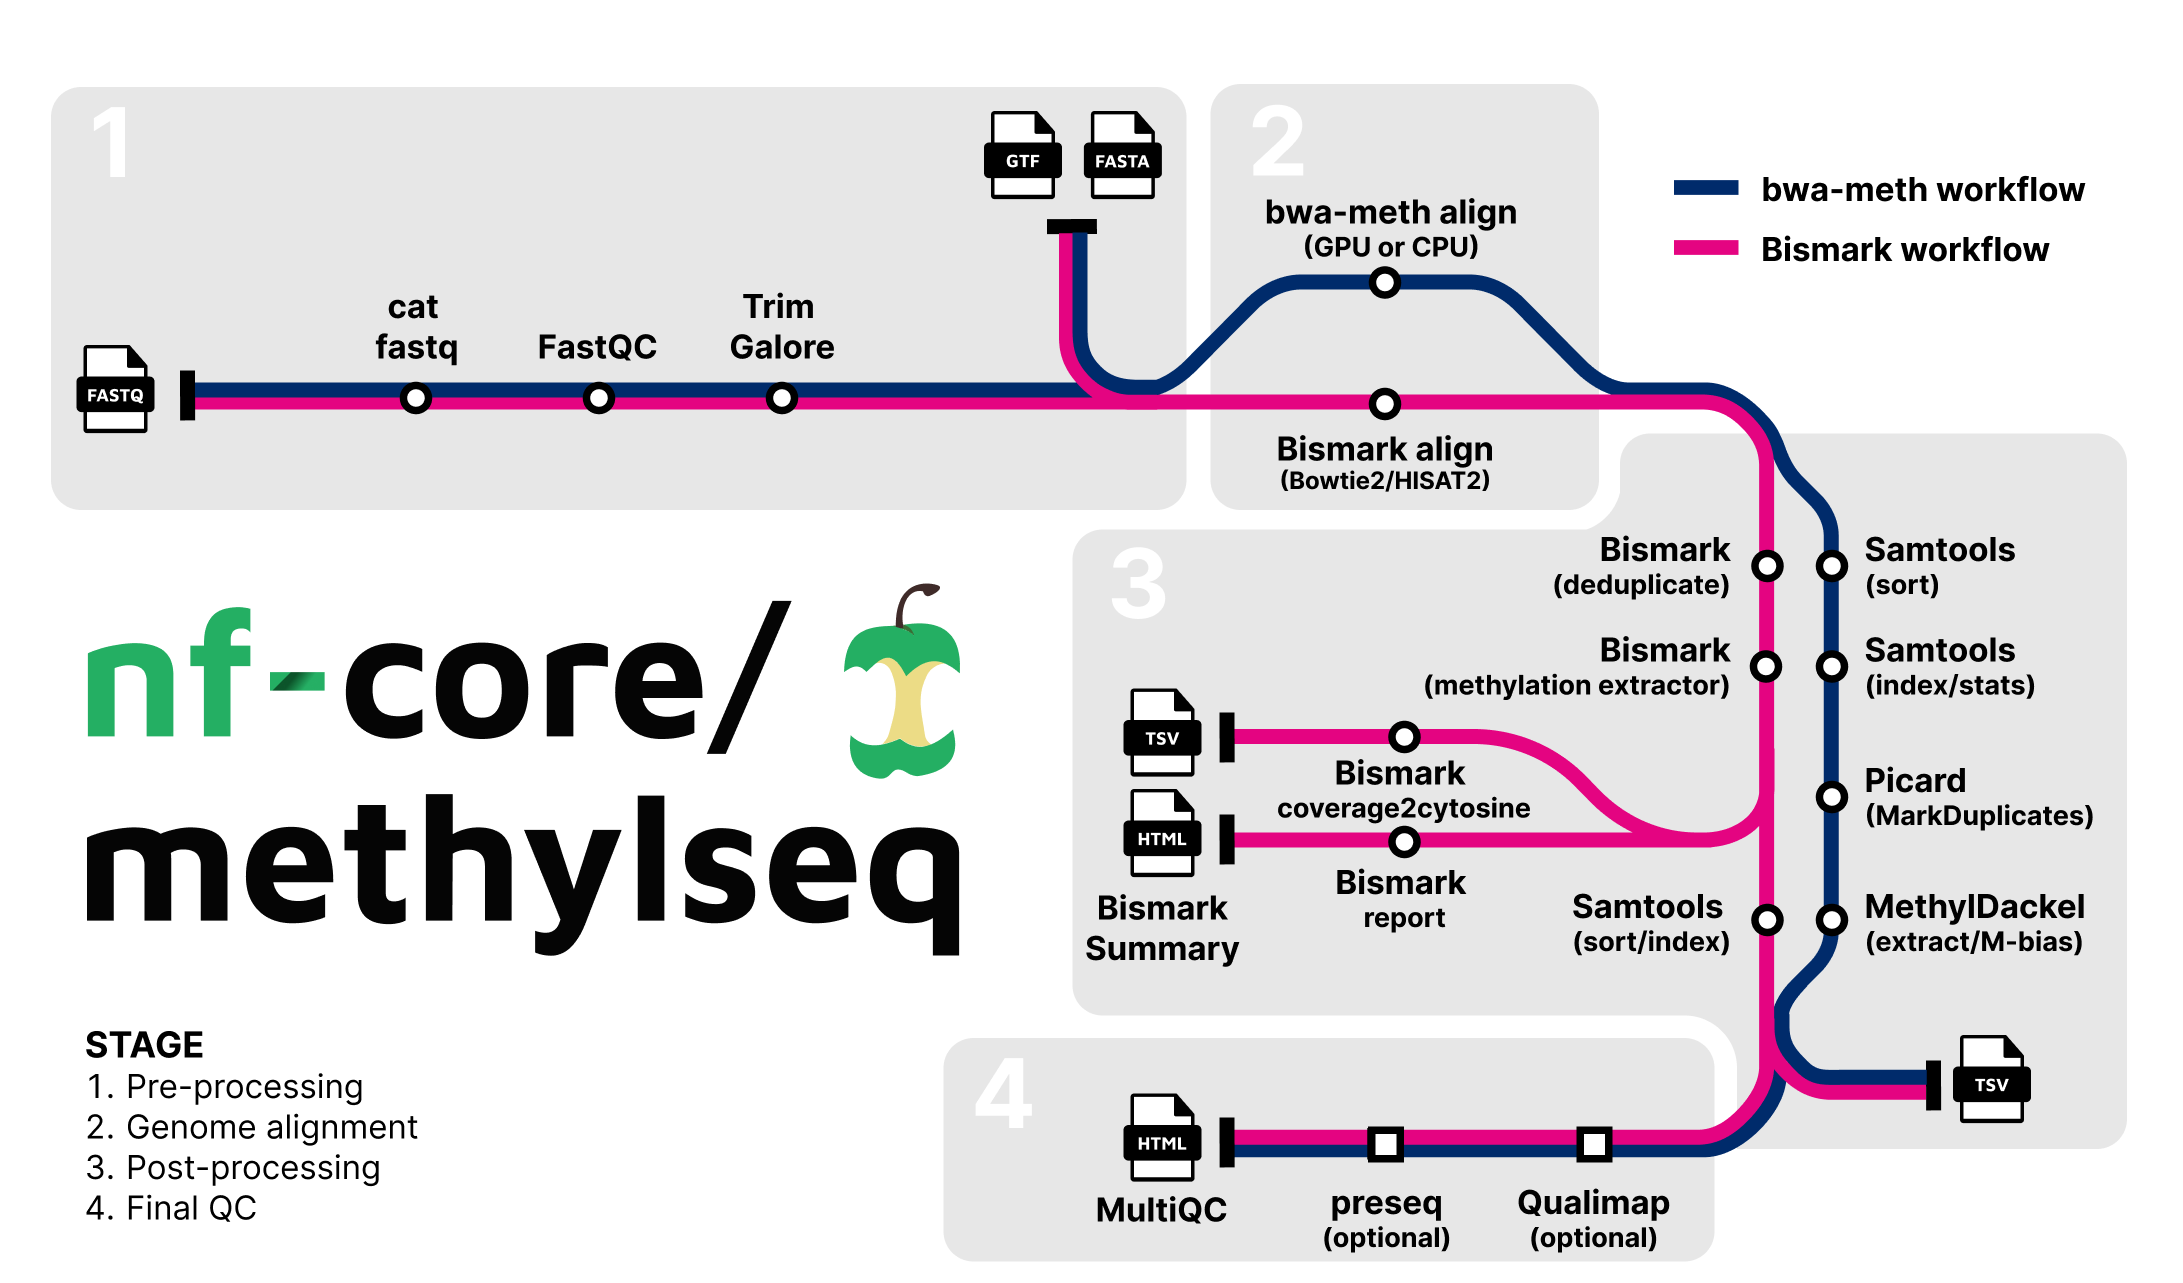 1
GTF
FASTA
cat
fastq
FastQC
Trim
Galore
FASTQ
2
bwa-meth align
(GPU or CPU)
Bismark align
(Bowtie2/HISAT2)
bwa-meth workflow
Bismark workflow
3
Bismark
(deduplicate)
Samtools
(sort)
Bismark
(methylation extractor)
Samtools
(index/stats)
TSV
Bismark
coverage2cytosine
Picard
(MarkDuplicates)
HTML
Bismark
Summary
Bismark
report
Samtools
(sort/index)
MethylDackel
(extract/M-bias)
TSV
nf-core/
methylseq
STAGE
1. Pre-processing
2. Genome alignment
3. Post-processing
4. Final QC
4
HTML
MultiQC
preseq
(optional)
Qualimap
(optional)